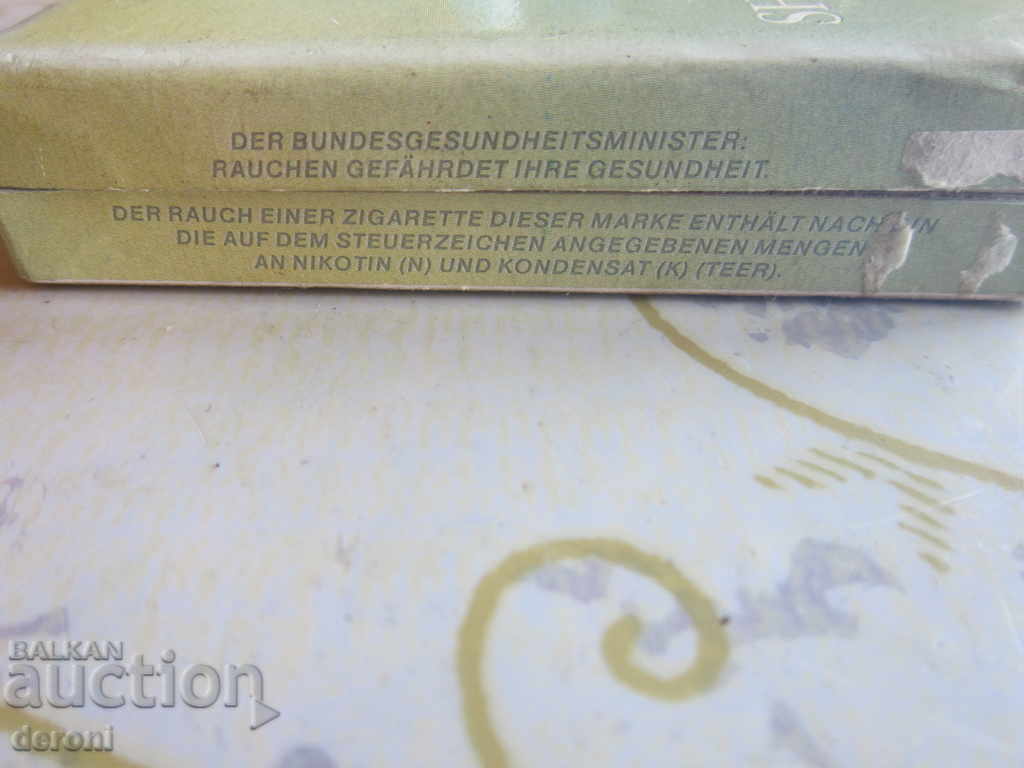 DER BUNDESGESUNDHEITSMINISTER:
RAUCHEN GEFÄHRDET IHRE GESUNDHEIT.
DER RAUCH EINER ZIGARETTE DIESER MARKE ENTHÄLT NACH DIN
DIE AUF DEM STEUERZEICHEN ANGEGEBENEN MENGEN
AN NIKOTIN (N) UND KONDENSAT (K) (TEER).
BALKAN
auction
deroni